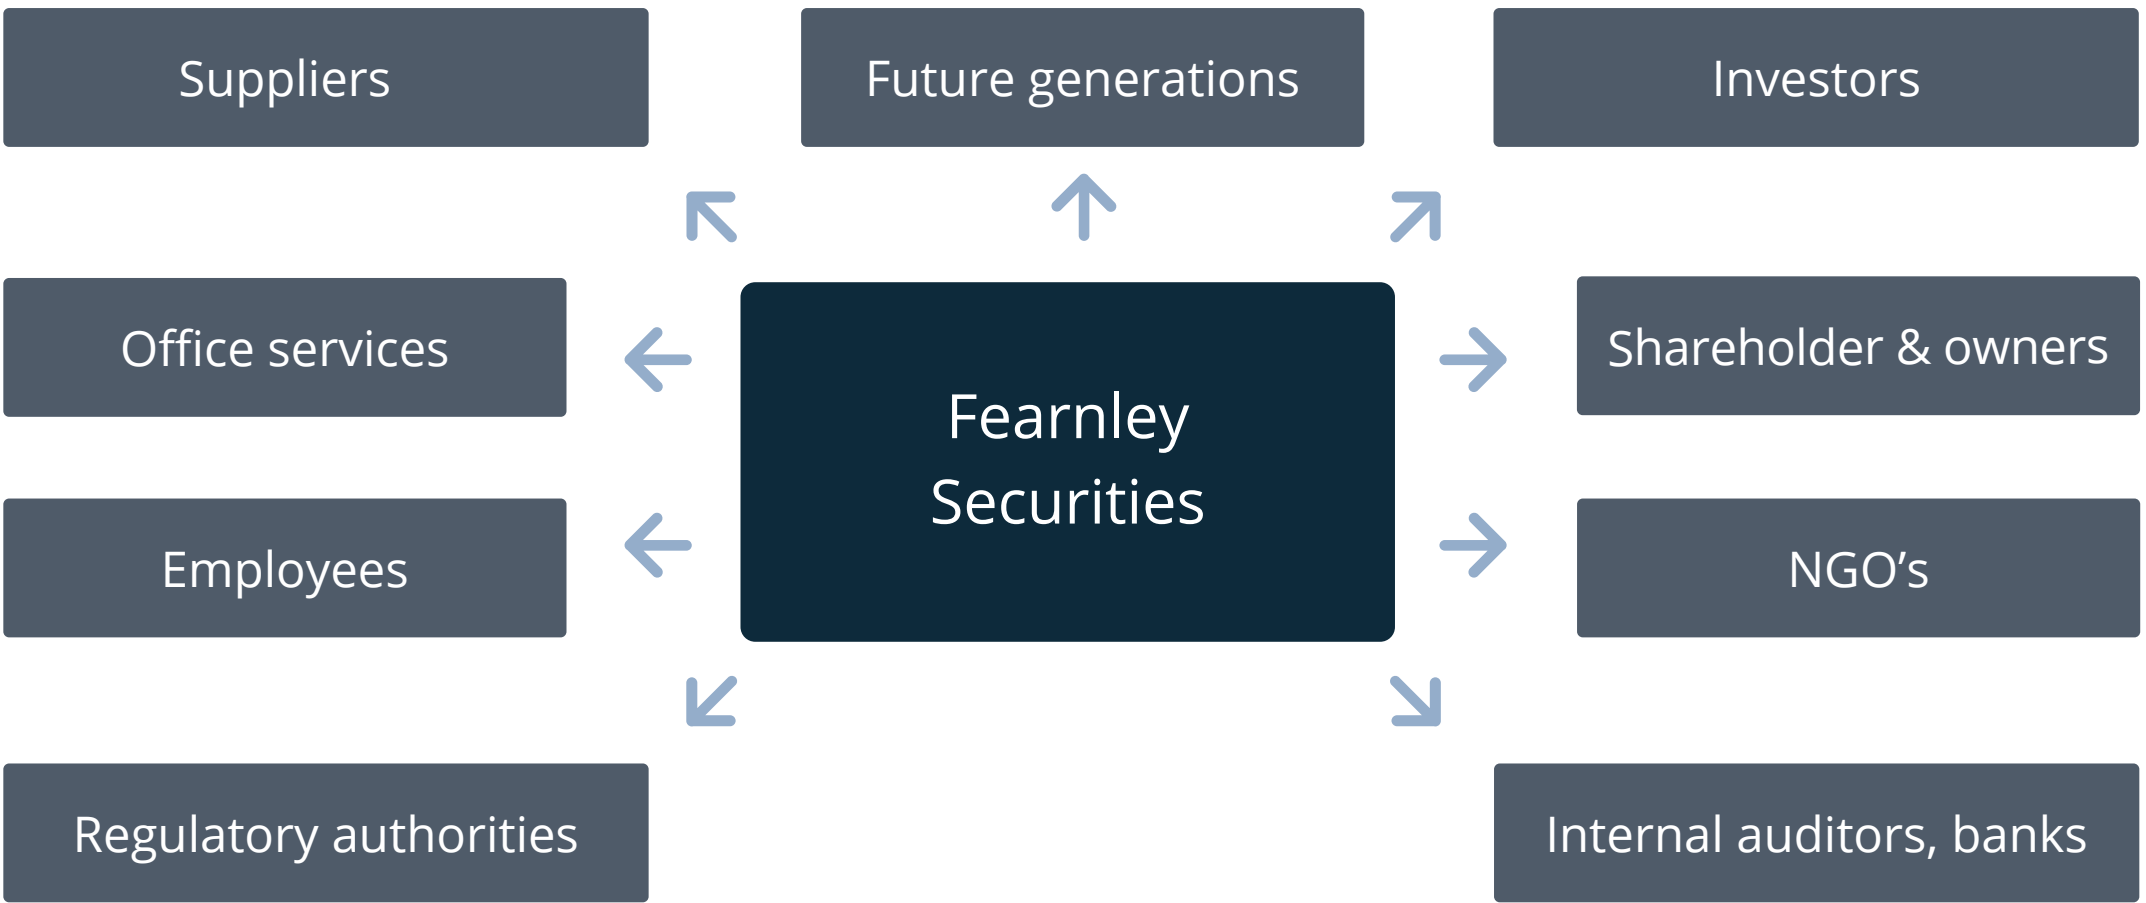 Suppliers
Future generations
Investors
Office services
Shareholder & owners
Fearnley
Securities
Employees
NGO’s
Regulatory authorities
Internal auditors, banks